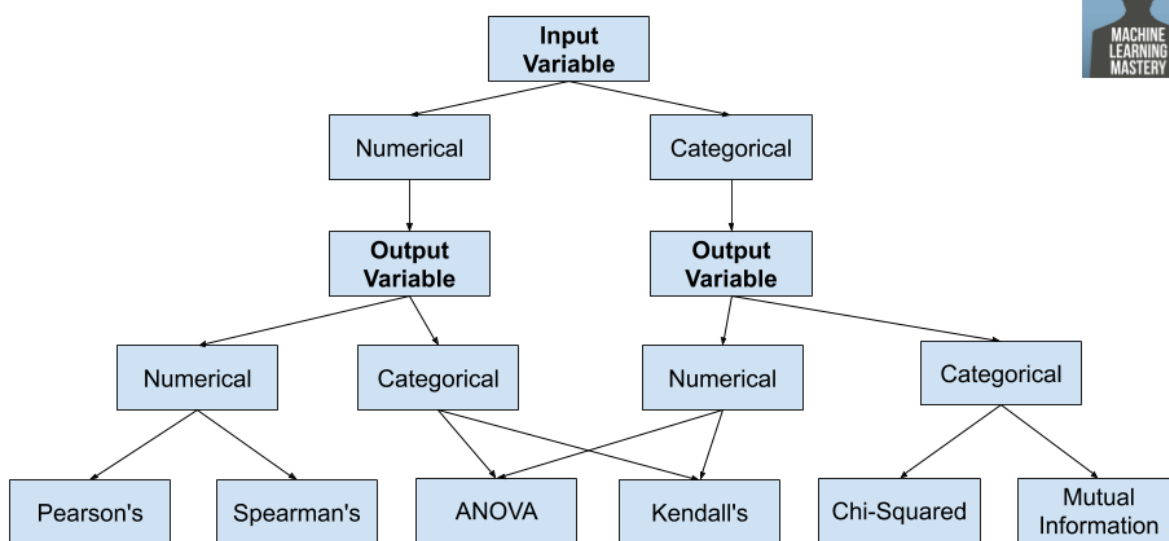 Input
Variable
MACHINE
LEARNING
MASTERY
Numerical
Categorical
Output
Variable
Output
Variable
Numerical
Categorical
Numerical
Categorical
Pearson's
Spearman's
ANOVA
Kendall's
Chi-Squared
Mutual
Information